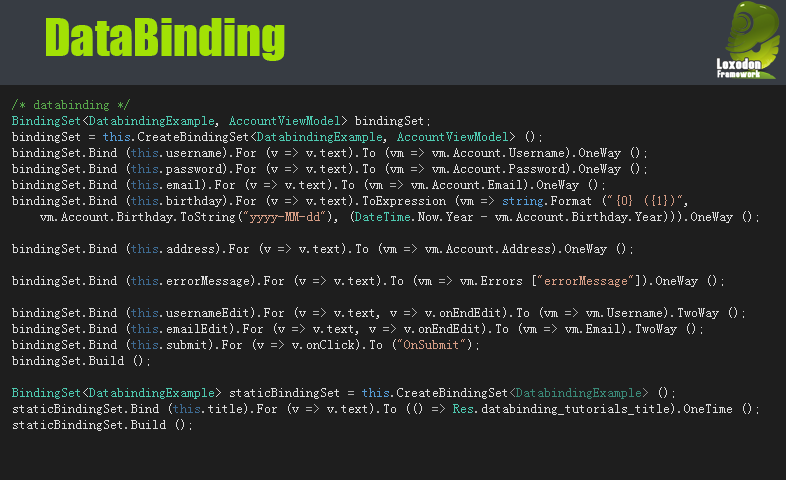 DataBinding
Loxodon
Framework
/* databinding */
BindingSet<DatabindingExample, AccountViewModel> bindingSet;
bindingSet = this.CreateBindingSet<DatabindingExample, AccountViewModel> ();
bindingSet.Bind (this.username).For (v => v.text).To (vm => vm.Account.Username).OneWay ();
bindingSet.Bind (this.password).For (v => v.text).To (vm => vm.Account.Password).OneWay ();
bindingSet.Bind (this.email).For (v => v.text).To (vm => vm.Account.Email).OneWay ();
bindingSet.Bind (this.birthday).For (v => v.text).ToExpression (vm => string.Format ("{0} ({1})",
vm.Account.Birthday.ToString("yyyy-MM-dd"), (DateTime.Now.Year - vm.Account.Birthday.Year))).OneWay ();
bindingSet.Bind (this.address).For (v => v.text).To (vm => vm.Account.Address).OneWay ();
bindingSet.Bind (this.errorMessage).For (v => v.text).To (vm => vm.Errors ["errorMessage"]).OneWay ();
bindingSet.Bind (this.usernameEdit).For (v => v.text, v => v.onEndEdit).To (vm => vm.Username).TwoWay ();
bindingSet.Bind (this.emailEdit).For (v => v.text, v => v.onEndEdit).To (vm => vm.Email).TwoWay ();
bindingSet.Bind (this.submit).For (v => v.onClick).To ("OnSubmit");
bindingSet.Build ();
BindingSet<DatabindingExample> staticBindingSet = this.CreateBindingSet<DatabindingExample> ();
staticBindingSet.Bind (this.title).For (v => v.text).To (() => Res.databinding_tutorials_title).OneTime ();
staticBindingSet.Build ();